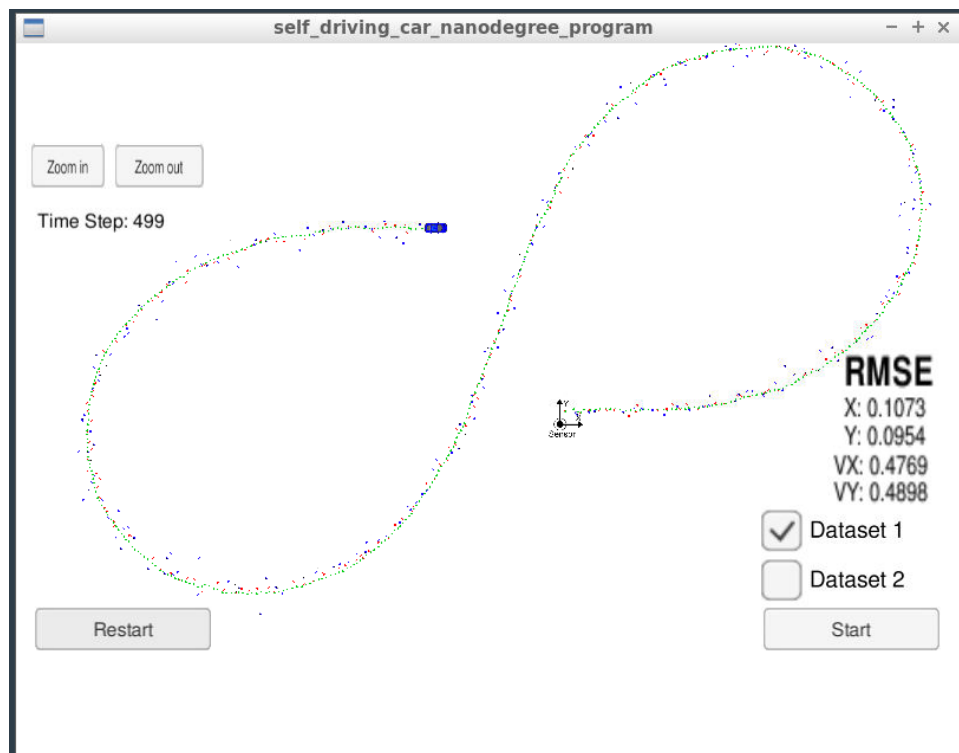 self_driving_car_nanodegree_program
Zoom in
Zoom out
Time Step: 499
Y
X
Sensor
RMSE
X: 0.1073
Y: 0.0954
VX: 0.4769
VY: 0.4898
Dataset 1
Dataset 2
Restart
Start